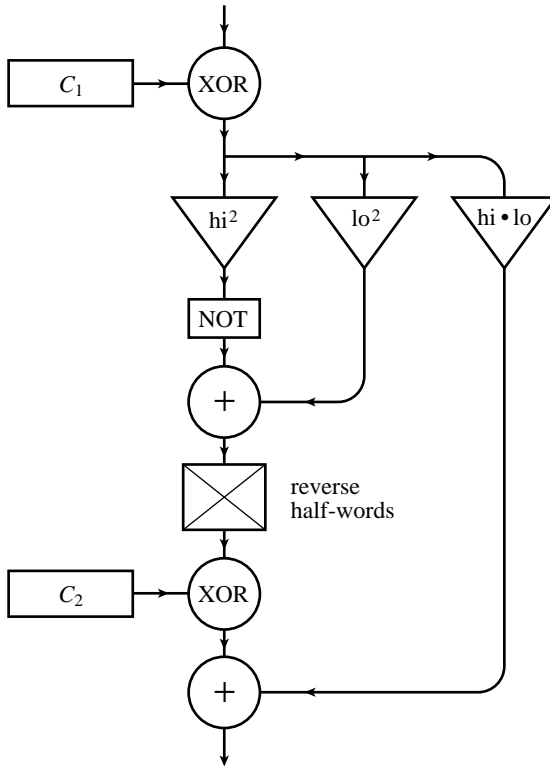 C₁
XOR
hi²
lo²
hi • lo
NOT
+
reverse
half-words
C₂
XOR
+